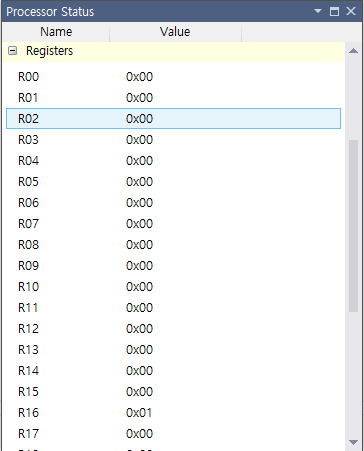 Processor Status
Name Value
Registers
R00 0x00
R01 0x00
R02 0x00
R03 0x00
R04 0x00
R05 0x00
R06 0x00
R07 0x00
R08 0x00
R09 0x00
R10 0x00
R11 0x00
R12 0x00
R13 0x00
R14 0x00
R15 0x00
R16 0x01
R17 0x00